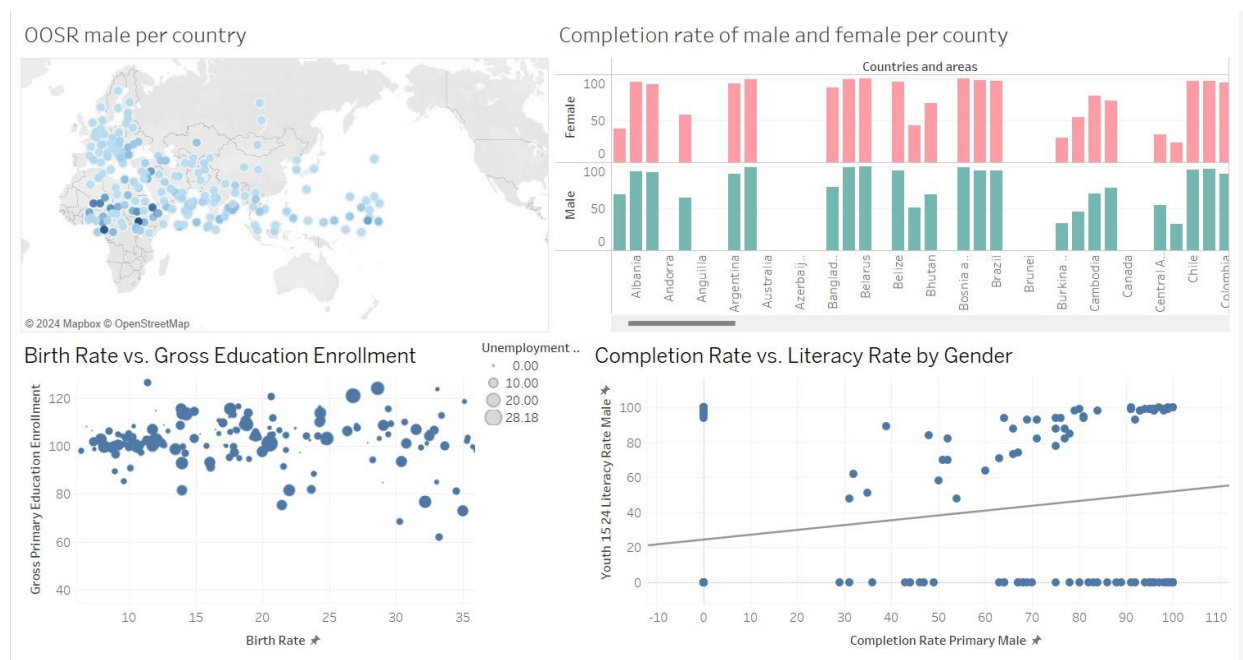 OOSR male per country
© 2024 Mapbox © OpenStreetMap
Completion rate of male and female per county
Countries and areas
Female
100
50
0
Male
100
50
0
Albania
Andorra
Anguilla
Argentina
Australia
Azerbaij..
Banglad..
Belarus
Belize
Bhutan
Bosnia a..
Brazil
Brunei
Burkina ..
Cambodia
Canada
Central A..
Chile
Colombia
Birth Rate vs. Gross Education Enrollment
Gross Primary Education Enrollment
120
100
80
60
40
10 15 20 25 30 35
Birth Rate
Unemployment ..
0.00
10.00
20.00
28.18
Completion Rate vs. Literacy Rate by Gender
Youth 15 24 Literacy Rate Male
100
80
60
40
20
0
-10 0 10 20 30 40 50 60 70 80 90 100 110
Completion Rate Primary Male